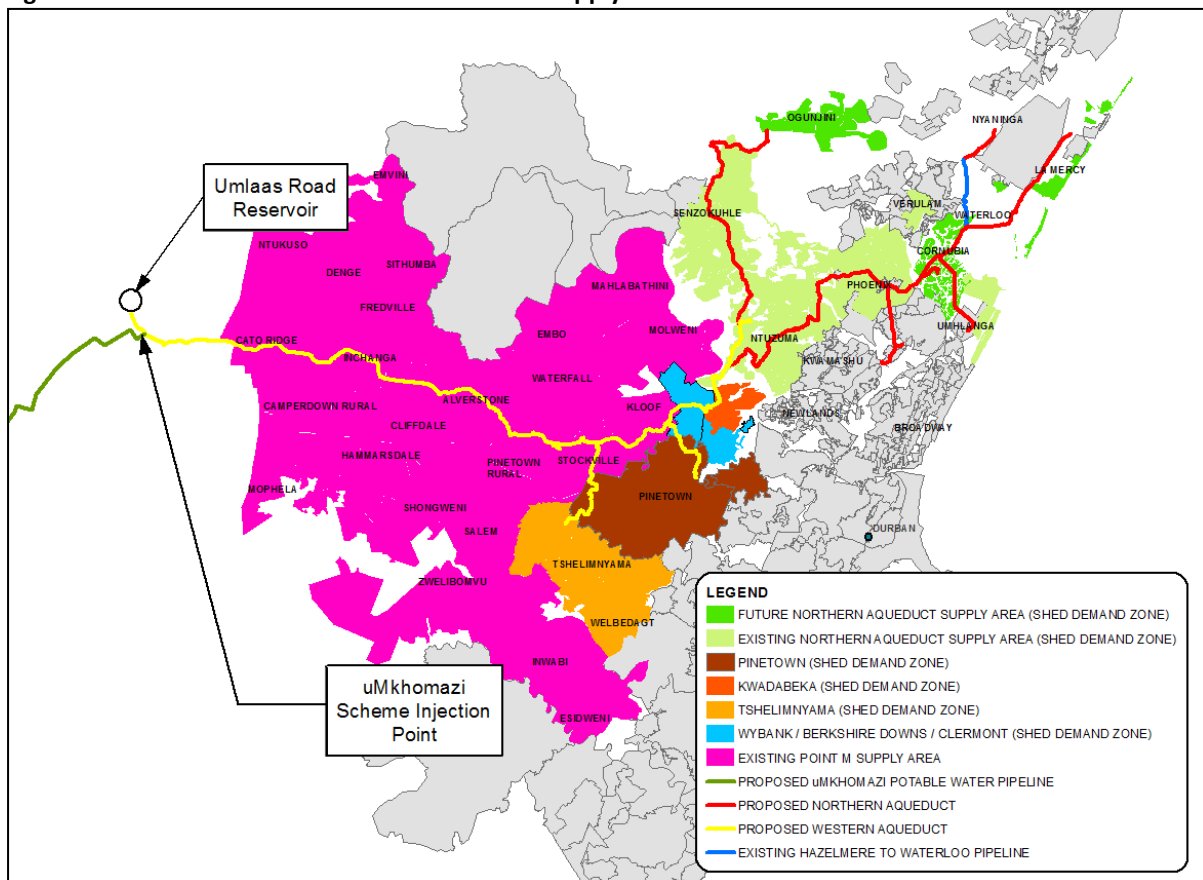 OGUNJINI
NYANINGA
LA MERCY
EMVINI
Umlaas Road
Reservoir
SENZOKUHLE
VERULAM
WATERLOO
NTUKUSO
SITHUMBA
DENGE
CORNUBIA
MAHLABATHINI
PHOENIX
FREDVILLE
EMBO
MOLWENI
UMHLANGA
CATO RIDGE
NTUZUMA
INCHANGA
KWAMASHU
WATERFALL
ALVERSTONE
CAMPERDOWN RURAL
KLOOF
NEWLANDS
CLIFFDALE
BROADWAY
HAMMARSDALE
PINETOWN
RURAL
STOCKVILLE
MOPHELA
PINETOWN
SHONGWENI
SALEM
DURBAN
TSHELIMNYAMA
ZWELIBOMVU
WELBEDAGT
INWABI
ESIDWENI
uMkhomazi
Scheme Injection
Point
LEGEND
FUTURE NORTHERN AQUEDUCT SUPPLY AREA (SHED DEMAND ZONE)
EXISTING NORTHERN AQUEDUCT SUPPLY AREA (SHED DEMAND ZONE)
PINETOWN (SHED DEMAND ZONE)
KWADABEKA (SHED DEMAND ZONE)
TSHELIMNYAMA (SHED DEMAND ZONE)
WYBANK / BERKSHIRE DOWNS / CLERMONT (SHED DEMAND ZONE)
EXISTING POINT M SUPPLY AREA
PROPOSED uMKHOMAZI POTABLE WATER PIPELINE
PROPOSED NORTHERN AQUEDUCT
PROPOSED WESTERN AQUEDUCT
EXISTING HAZELMERE TO WATERLOO PIPELINE